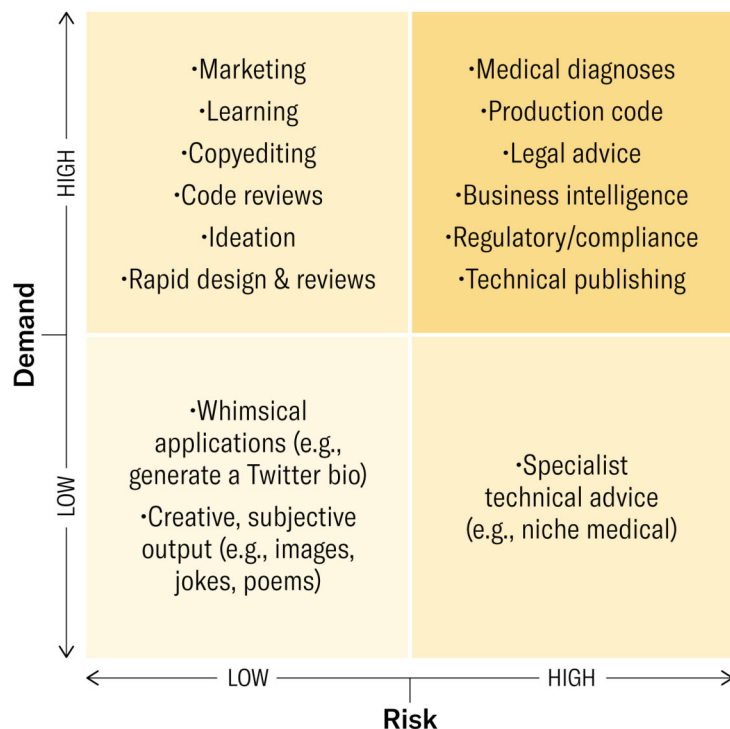 ·Marketing
·Learning
·Copyediting
·Code reviews
·Ideation
·Rapid design & reviews
·Medical diagnoses
·Production code
·Legal advice
·Business intelligence
·Regulatory/compliance
·Technical publishing
HIGH
Demand
LOW
·Whimsical
applications (e.g.,
generate a Twitter bio)
·Creative, subjective
output (e.g., images,
jokes, poems)
·Specialist
technical advice
(e.g., niche medical)
LOW
HIGH
Risk